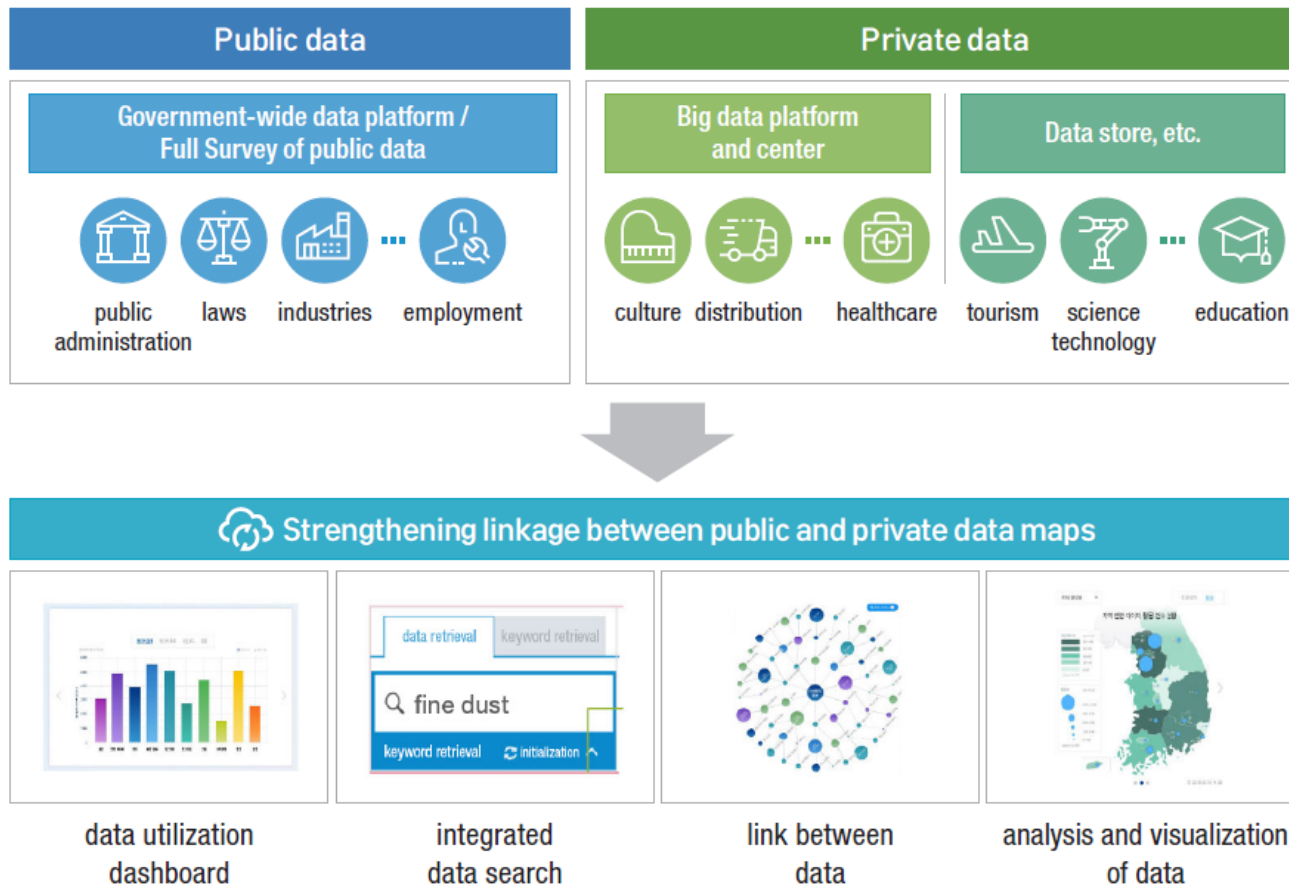 Public data
Private data
Government-wide data platform /
Full Survey of public data
Big data platform
and center
Data store, etc.
public
administration
laws
industries
employment
culture
distribution
healthcare
tourism
science
technology
education
Strengthening linkage between public and private data maps
data retrieval
keyword retrieval
fine dust
keyword retrieval
initialization
data utilization
dashboard
integrated
data search
link between
data
analysis and visualization
of data